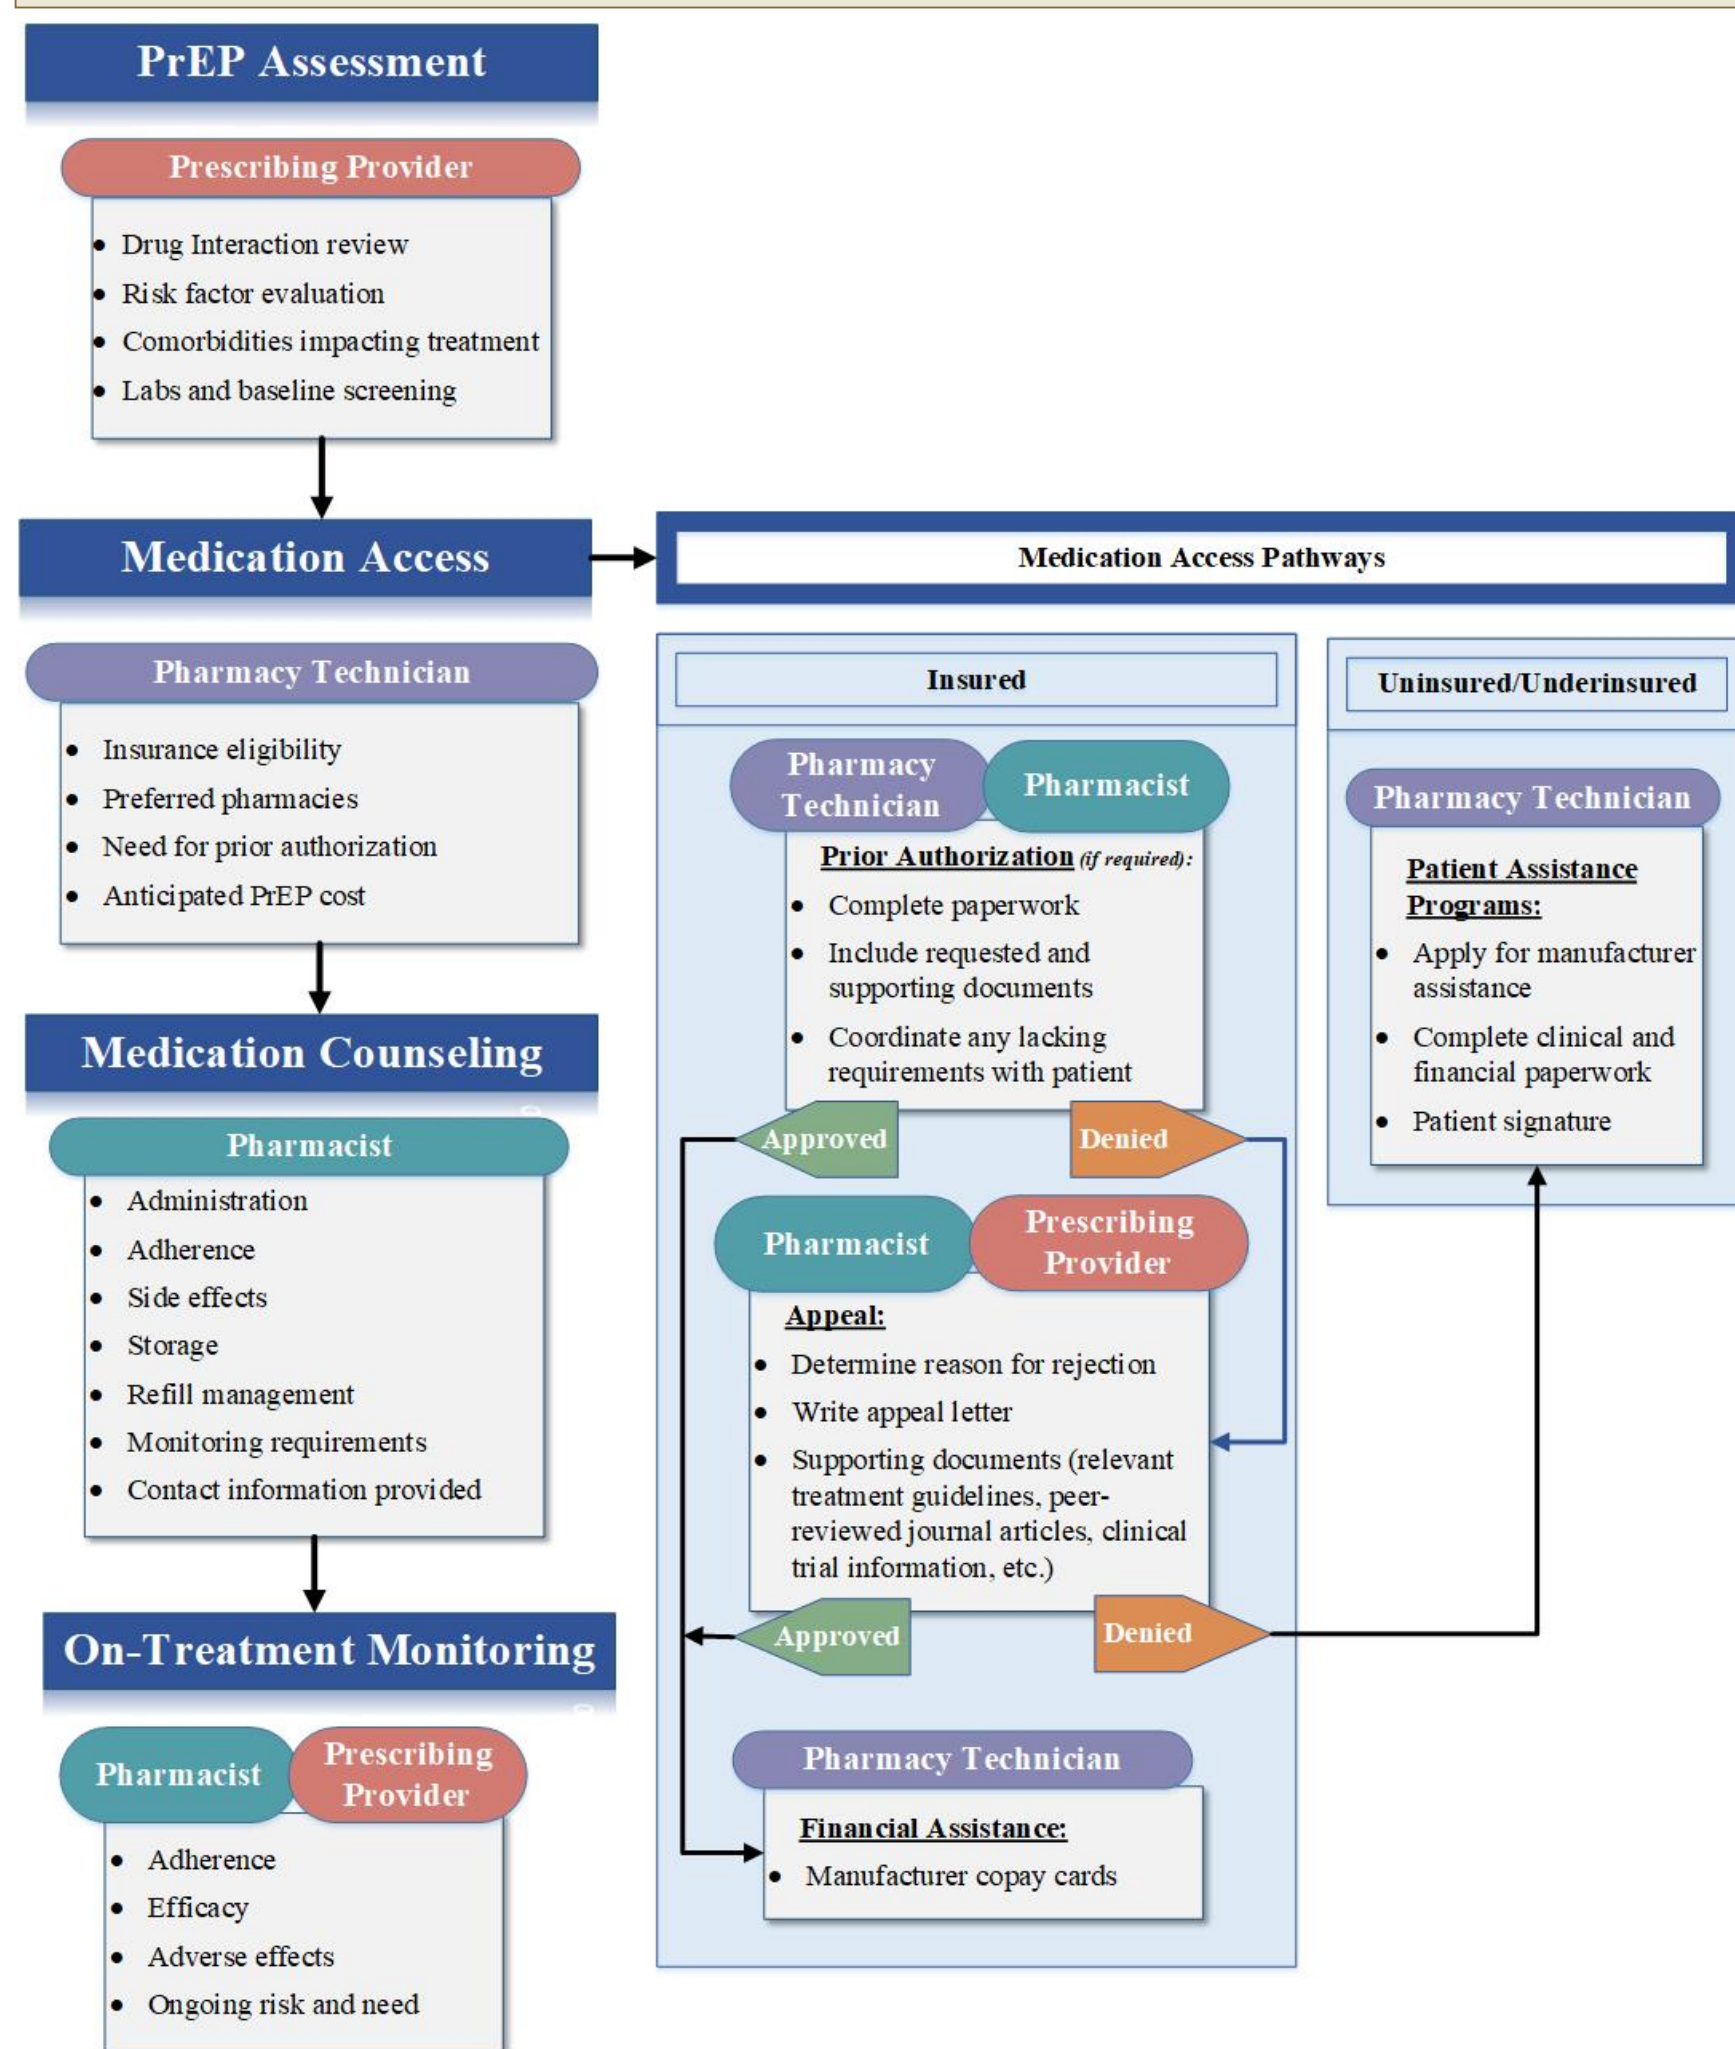 PrEP Assessment
Prescribing Provider
● Drug Interaction review
● Risk factor evaluation
● Comorbidities impacting treatment
● Labs and baseline screening
Medication Access
Pharmacy Technician
● Insurance eligibility
● Preferred pharmacies
● Need for prior authorization
● Anticipated PrEP cost
Medication Counseling
Pharmacist
● Administration
● Adherence
● Side effects
● Storage
● Refill management
● Monitoring requirements
● Contact information provided
On-Treatment Monitoring
Pharmacist
Prescribing
Provider
● Adherence
● Efficacy
● Adverse effects
● Ongoing risk and need
Medication Access Pathways
Insured
Pharmacy
Technician
Pharmacist
Prior Authorization (if required):
● Complete paperwork
● Include requested and
supporting documents
● Coordinate any lacking
requirements with patient
Approved
Denied
Pharmacist
Prescribing
Provider
Appeal:
● Determine reason for rejection
● Write appeal letter
● Supporting documents (relevant
treatment guidelines, peer-
reviewed journal articles, clinical
trial information, etc.)
Approved
Denied
Pharmacy Technician
Financial Assistance:
● Manufacturer copay cards
Uninsured/Underinsured
Pharmacy Technician
Patient Assistance
Programs:
● Apply for manufacturer
assistance
● Complete clinical and
financial paperwork
● Patient signature